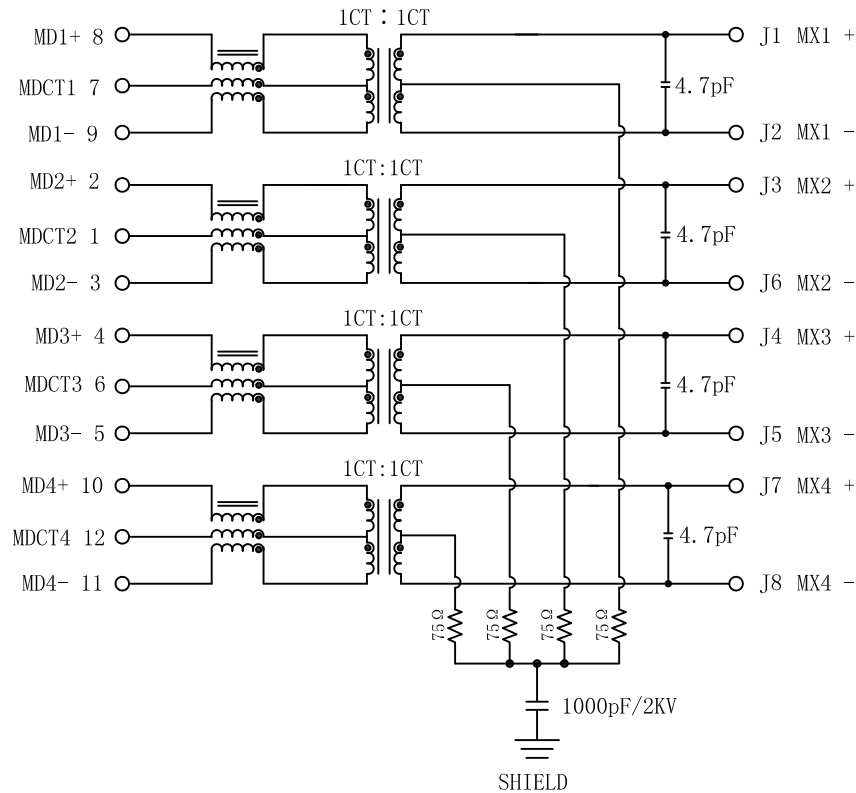 1CT : 1CT
MD1+ 8
J1 MX1 +
MDCT1 7
4.7pF
MD1- 9
J2 MX1 -
1CT:1CT
MD2+ 2
J3 MX2 +
MDCT2 1
4.7pF
MD2- 3
J6 MX2 -
1CT:1CT
MD3+ 4
J4 MX3 +
MDCT3 6
4.7pF
MD3- 5
J5 MX3 -
1CT:1CT
MD4+ 10
J7 MX4 +
MDCT4 12
4.7pF
MD4- 11
J8 MX4 -
75Ω
75Ω
75Ω
75Ω
1000pF/2KV
SHIELD